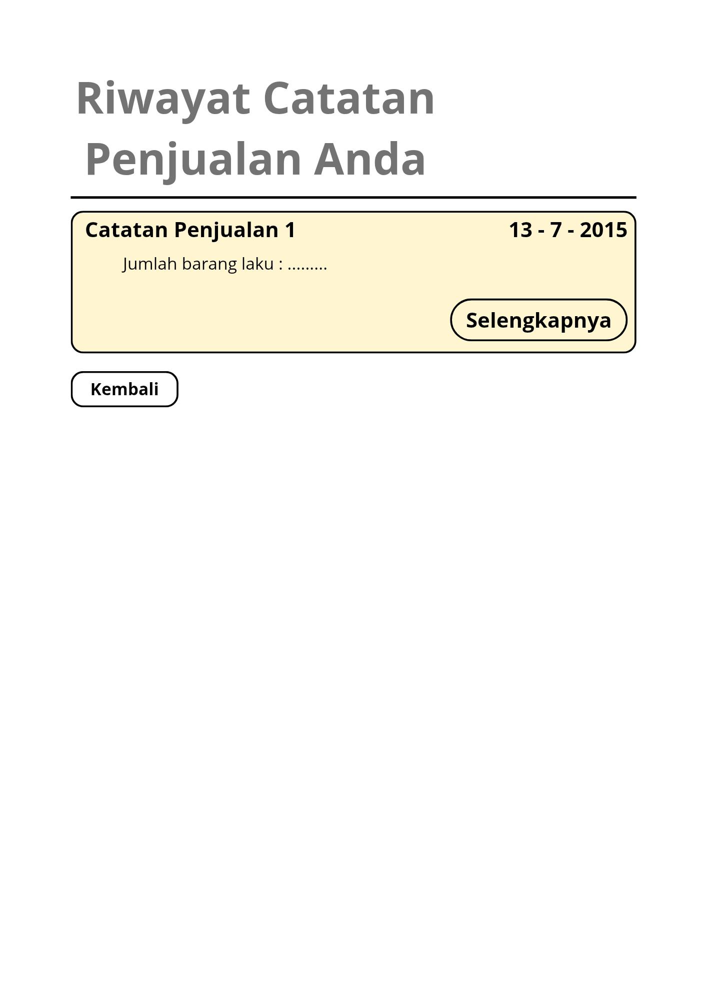 Riwayat Catatan
Penjualan Anda
Catatan Penjualan 1 13 - 7 - 2015
Jumlah barang laku : .........
Selengkapnya
Kembali